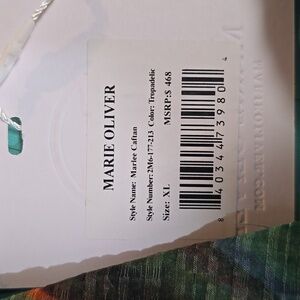 MARIE OLIVER
Style Name: Marlee Caftan
Style Number: 2M6-177-213 Color: Tropadelic
Size: XL MSRP:$ 468
8 40344 73980 4